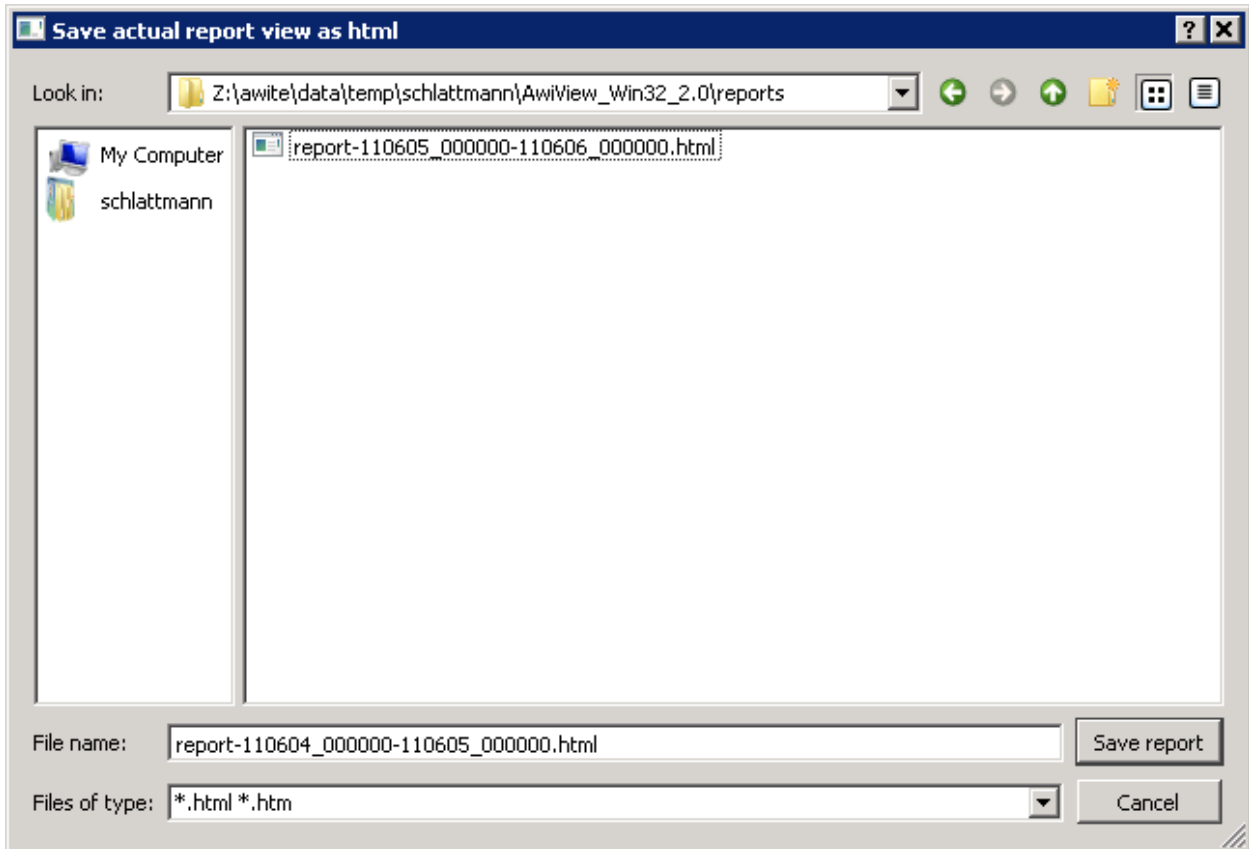 Save actual report view as html
Look in: Z:\awite\data\temp\schlattmann\AwiView_Win32_2.0\reports
My Computer
schlattmann
report-110605_000000-110606_000000.html
File name: report-110604_000000-110605_000000.html Save report
Files of type: *.html *.htm Cancel